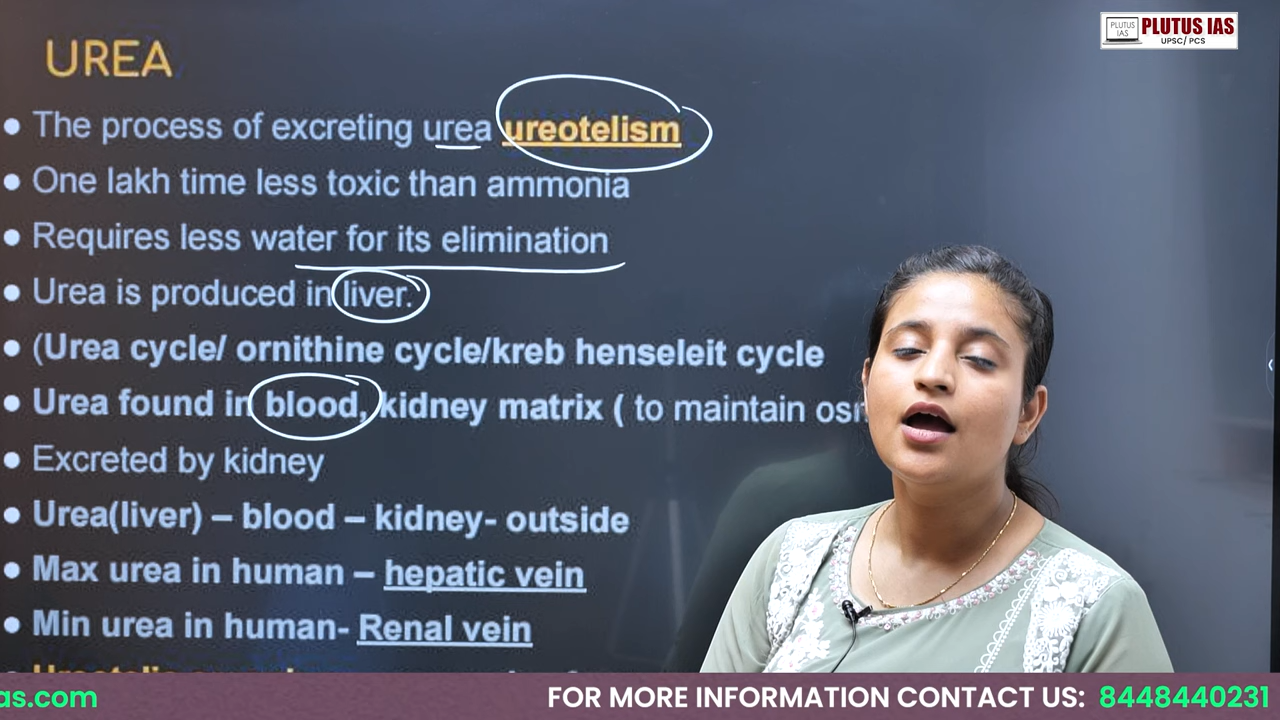 PLUTUS IAS
PLUTUS IAS
UPSC/ PCS
UREA
• The process of excreting urea ureotelism
• One lakh time less toxic than ammonia
• Requires less water for its elimination
• Urea is produced in liver.
• (Urea cycle/ ornithine cycle/kreb henseleit cycle
• Urea found in blood, kidney matrix ( to maintain
• Excreted by kidney
• Urea(liver) – blood – kidney- outside
• Max urea in human – hepatic vein
• Min urea in human- Renal vein
as.com FOR MORE INFORMATION CONTACT US: 8448440231